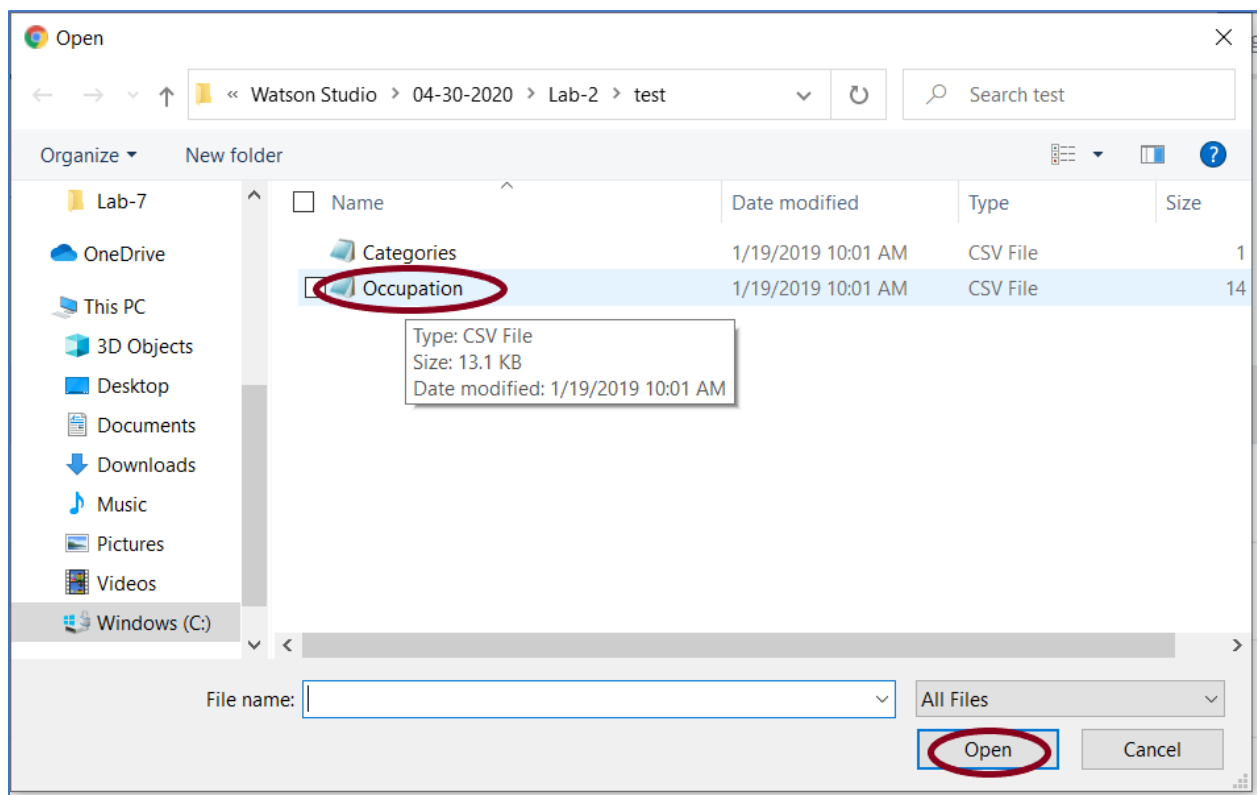 Open
« Watson Studio > 04-30-2020 > Lab-2 > test
Search test
Organize
New folder
?
Name
Date modified
Type
Size
Categories
1/19/2019 10:01 AM
CSV File
1
Occupation
1/19/2019 10:01 AM
CSV File
14
Type: CSV File
Size: 13.1 KB
Date modified: 1/19/2019 10:01 AM
Lab-7
OneDrive
This PC
3D Objects
Desktop
Documents
Downloads
Music
Pictures
Videos
Windows (C:)
File name:
All Files
Open
Cancel